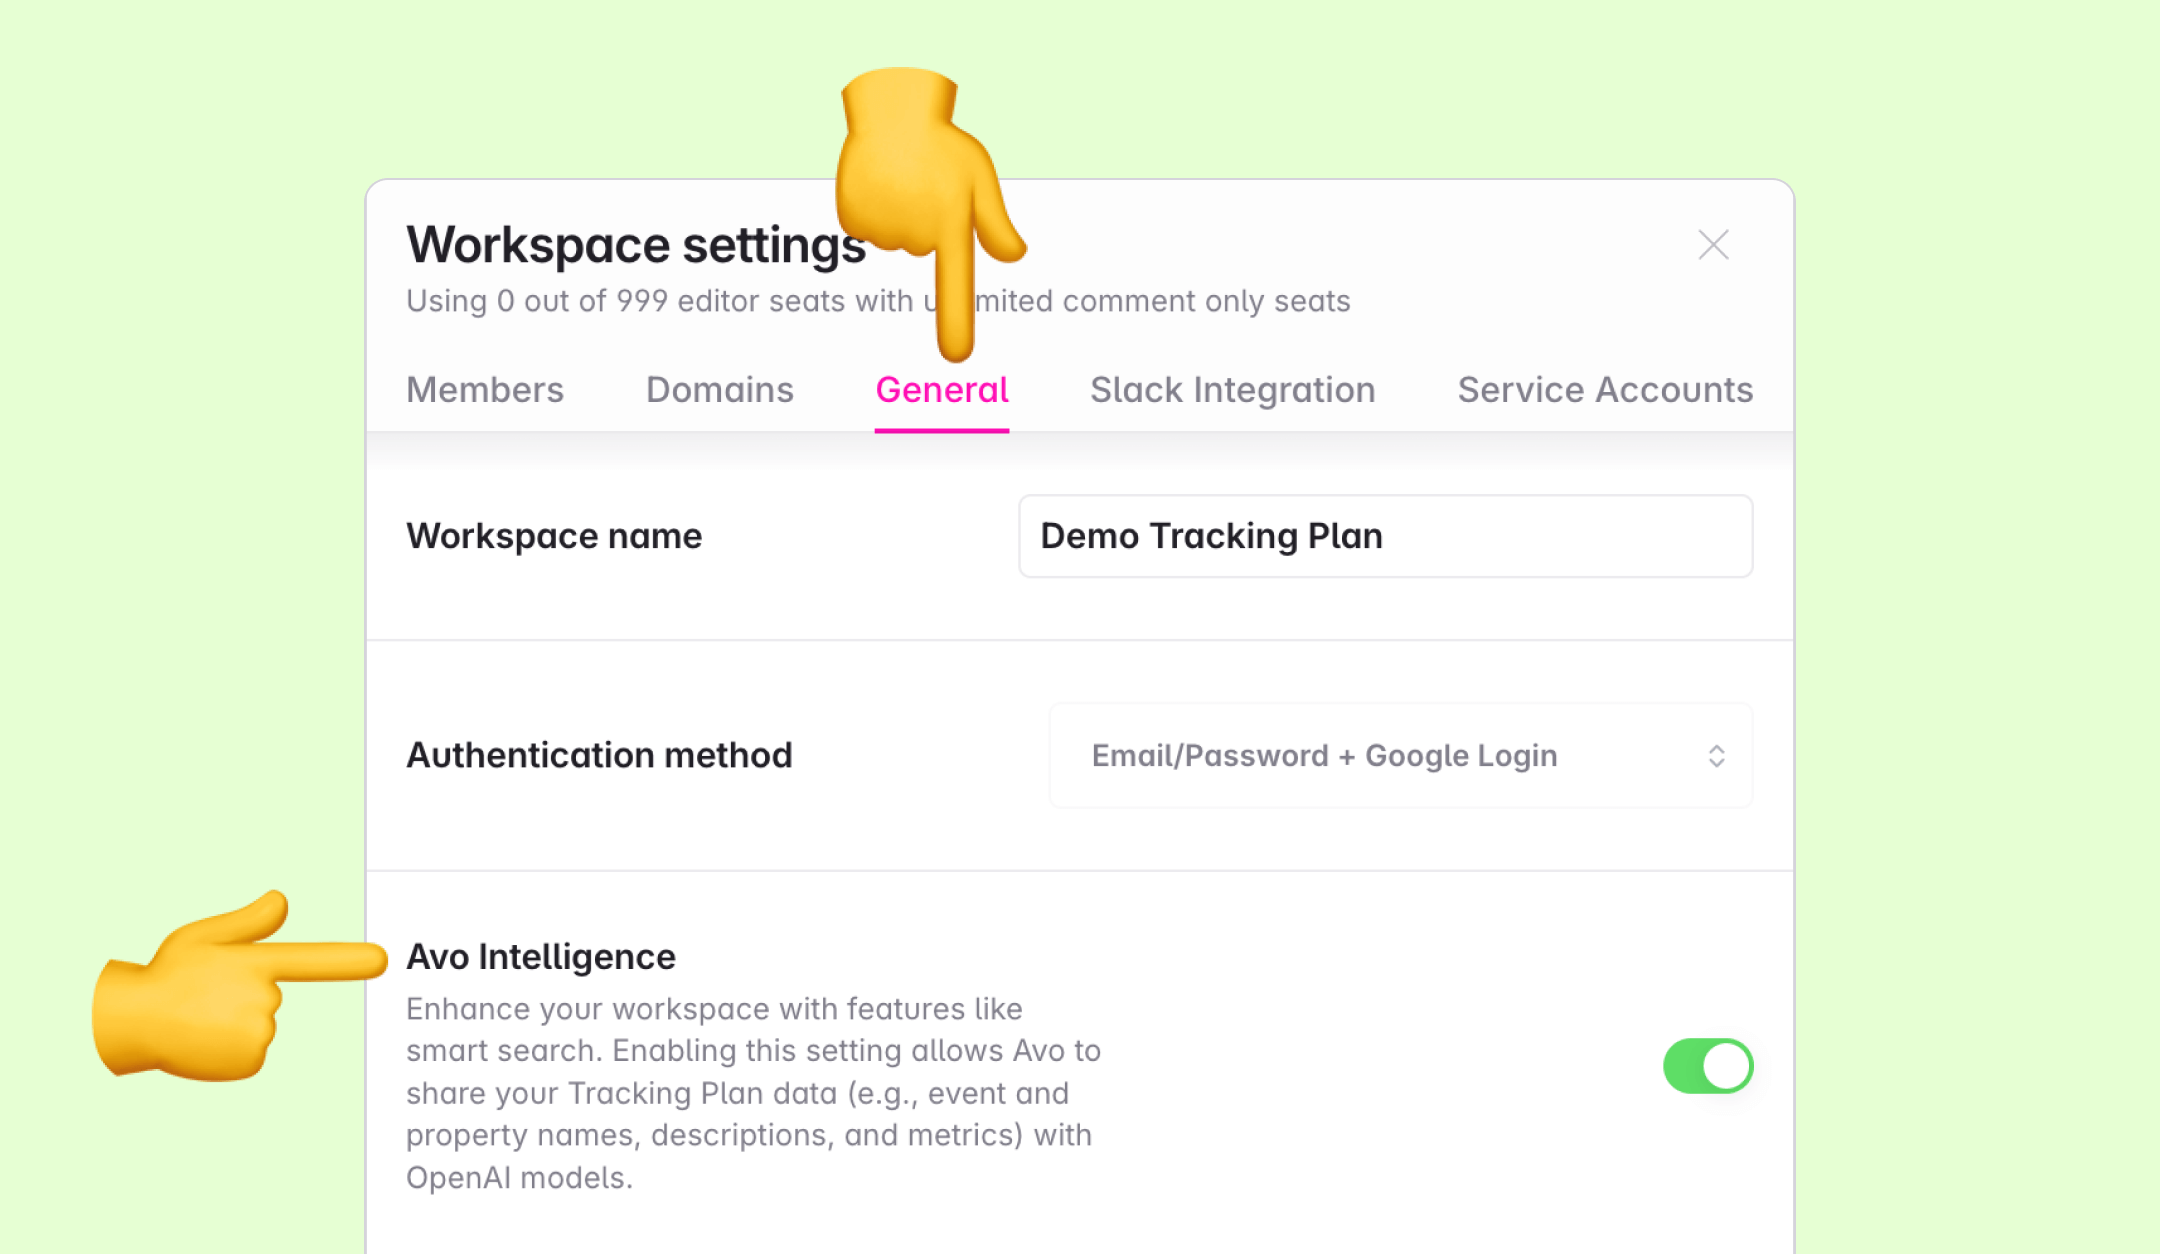 Workspace settings
Using 0 out of 999 editor seats with u mited comment only seats
Members Domains General Slack Integration Service Accounts
Workspace name Demo Tracking Plan
Authentication method Email/Password + Google Login
Avo Intelligence
Enhance your workspace with features like
smart search. Enabling this setting allows Avo to
share your Tracking Plan data (e.g., event and
property names, descriptions, and metrics) with
OpenAI models.